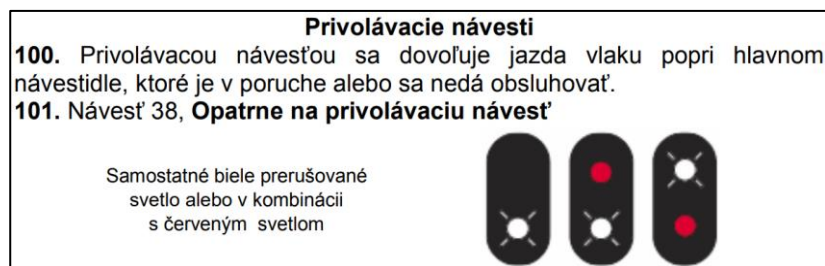 Privolávacie návesti
100. Privolávacou návesťou sa dovoľuje jazda vlaku popri hlavnom
návestidle, ktoré je v poruche alebo sa nedá obsluhovať.
101. Návesť 38, Opatrne na privolávaciu návesť
Samostatné biele prerušované
svetlo alebo v kombinácii
s červeným svetlom